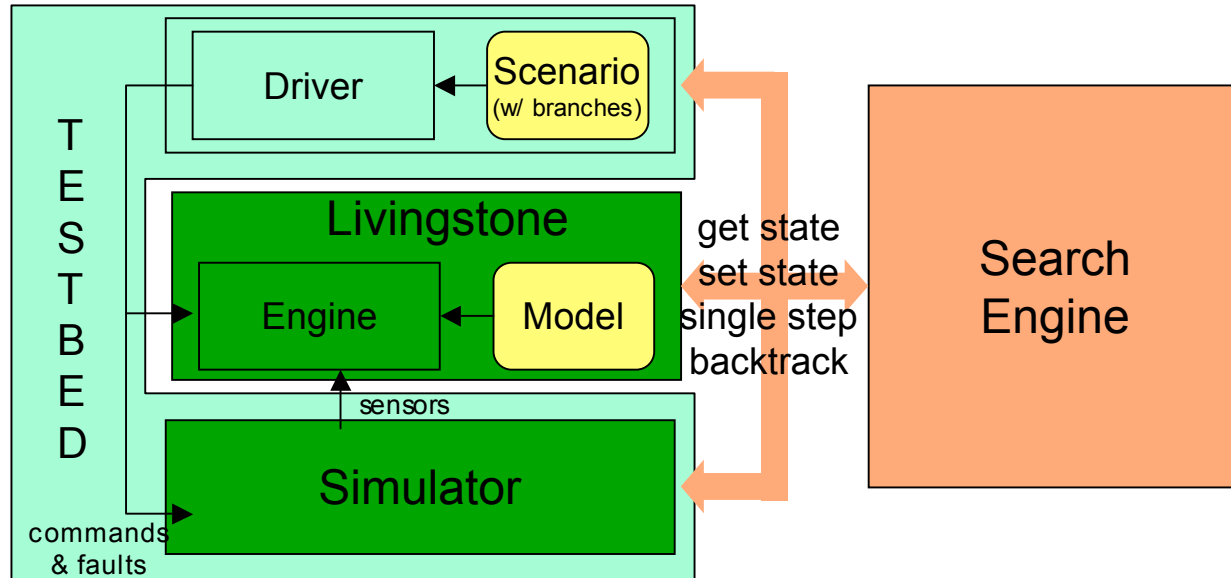 TESTBED
Driver
Scenario
(w/ branches)
Livingstone
Engine
Model
sensors
Simulator
commands
& faults
get state
set state
single step
backtrack
Search
Engine